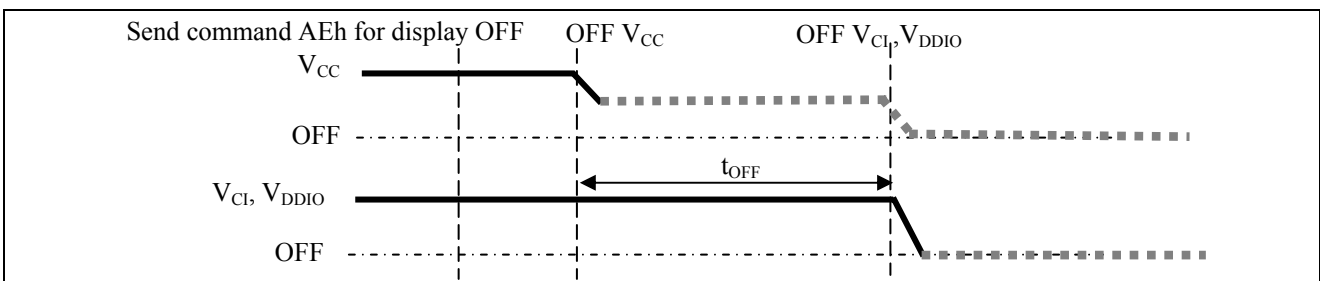 Send command AEh for display OFF OFF VCC OFF VCI ,VDDIO
VCC
OFF
tOFF
VCI, VDDIO
OFF